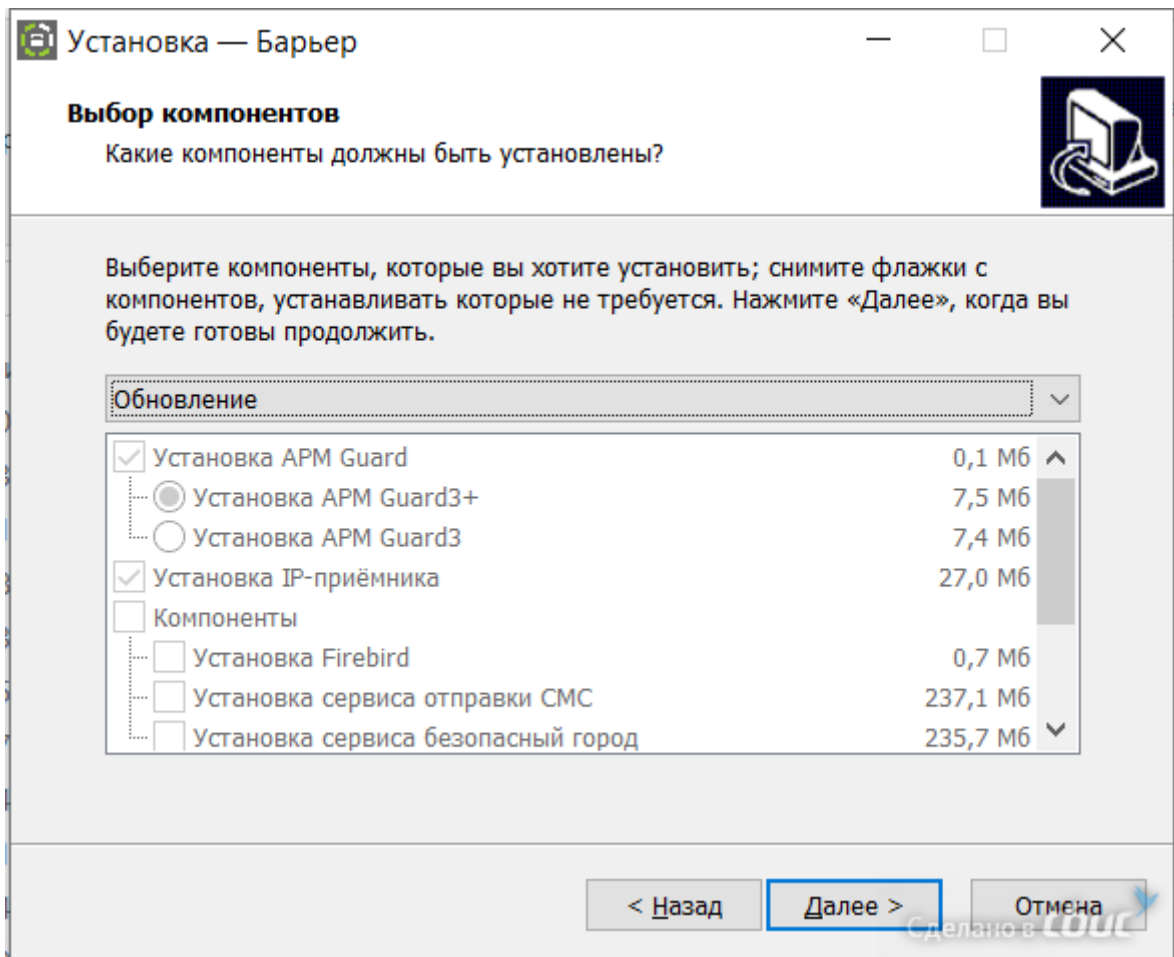 Установка — Барьер
Выбор компонентов
Какие компоненты должны быть установлены?
Выберите компоненты, которые вы хотите установить; снимите флажки с
компонентов, устанавливать которые не требуется. Нажмите «Далее», когда вы
будете готовы продолжить.
Обновление
Установка АРМ Guard 0,1 Мб
Установка АРМ Guard3+ 7,5 Мб
Установка АРМ Guard3 7,4 Мб
Установка IP-приёмника 27,0 Мб
Компоненты
Установка Firebird 0,7 Мб
Установка сервиса отправки СМС 237,1 Мб
Установка сервиса безопасный город 235,7 Мб
< Назад Далее > Отмена
Сделано в соис